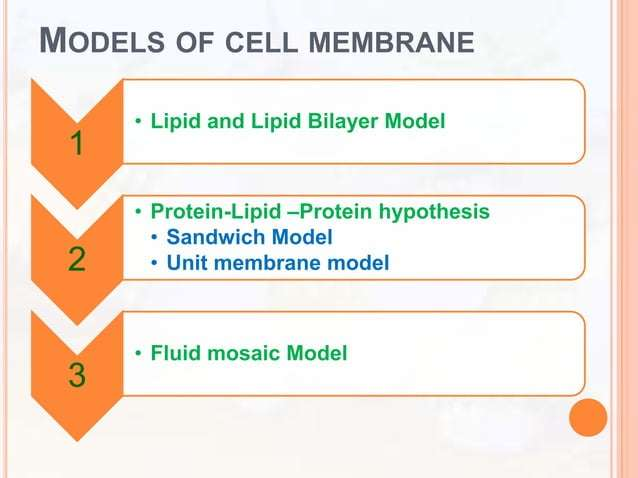 MODELS OF CELL MEMBRANE
1
• Lipid and Lipid Bilayer Model
2
• Protein-Lipid –Protein hypothesis
• Sandwich Model
• Unit membrane model
3
• Fluid mosaic Model